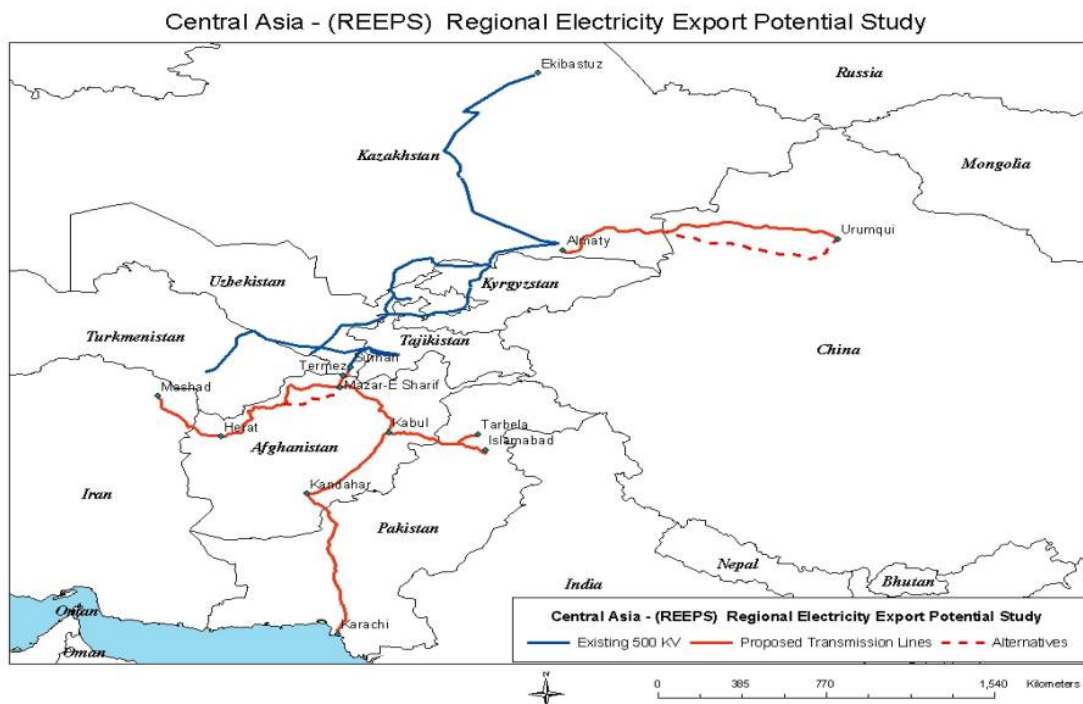 Central Asia - (REEPS) Regional Electricity Export Potential Study
Ekibastuz
Russia
Kazakhstan
Mongolia
Almaty
Urumqui
Uzbekistan
Kyrgyzstan
Turkmenistan
Tajikistan
China
Termez
Mashad
Mazar-E Sharif
Herat
Kabul
Tarbela
Islamabad
Afghanistan
Iran
Kandahar
Pakistan
Nepal
Bhutan
India
Oman
Karachi
Oman
Central Asia - (REEPS) Regional Electricity Export Potential Study
Existing 500 KV
Proposed Transmission Lines
Alternatives
N
0 385 770 1,540 Kilometers